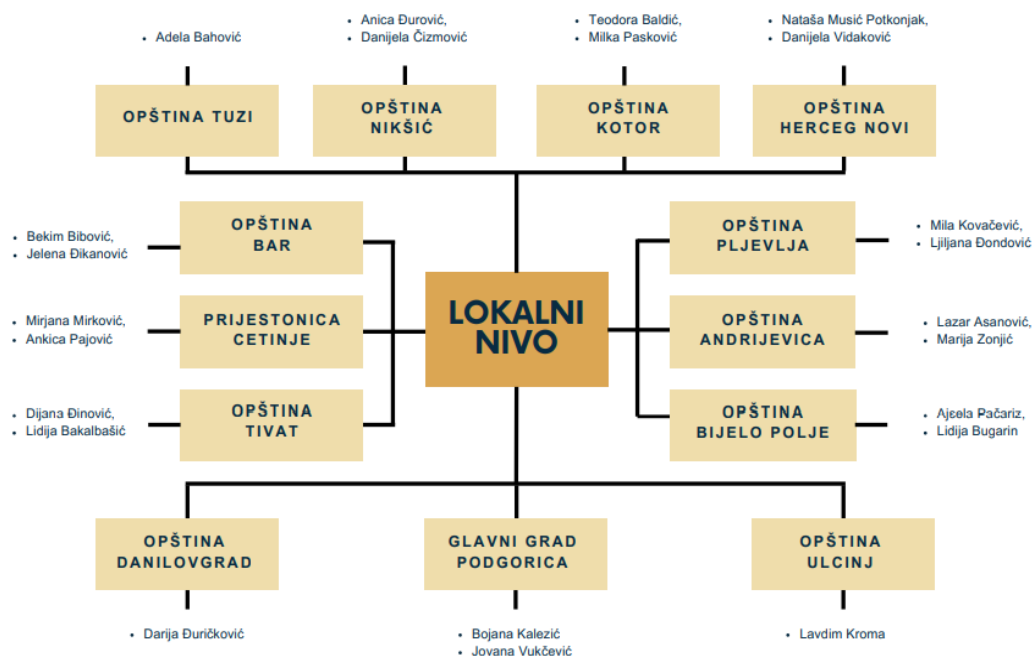 • Adela Bahović
• Anica Đurović,
• Danijela Čizmović
• Teodora Baldić,
• Milka Pasković
• Nataša Musić Potkonjak,
• Danijela Vidaković
OPŠTINA TUZI
OPŠTINA
NIKŠIĆ
OPŠTINA
KOTOR
OPŠTINA
HERCEG NOVI
• Bekim Bibović,
• Jelena Đikanović
OPŠTINA
BAR
OPŠTINA
PLJEVLJA
• Mila Kovačević,
• Ljiljana Đondović
• Mirjana Mirković,
• Ankica Pajović
PRIJESTONICA
CETINJE
LOKALNI
NIVO
OPŠTINA
ANDRIJEVICA
• Lazar Asanović,
• Marija Zonjić
• Dijana Đinović,
• Lidija Bakalbašić
OPŠTINA
TIVAT
OPŠTINA
BIJELO POLJE
• Ajsela Pačariz,
• Lidija Bugarin
OPŠTINA
DANILOVGRAD
GLAVNI GRAD
PODGORICA
OPŠTINA
ULCINJ
• Darija Đuričković
• Bojana Kalezić
• Jovana Vukčević
• Lavdim Kroma